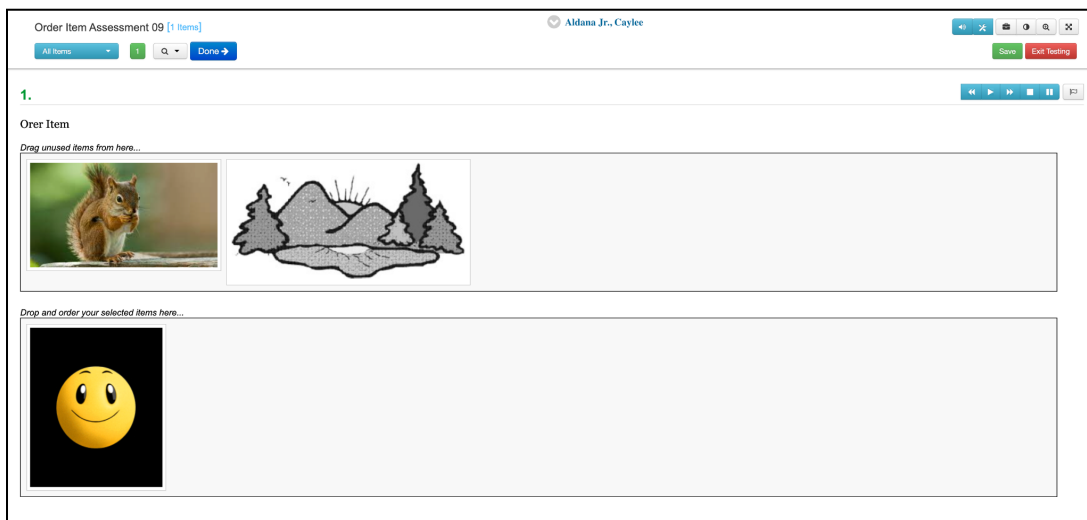 Order Item Assessment 09 [1 Items]
Aldana Jr., Caylee
All Items
1
Done
Save
Exit Testing
1.
Orer Item
Drag unused items from here...
Drop and order your selected items here...